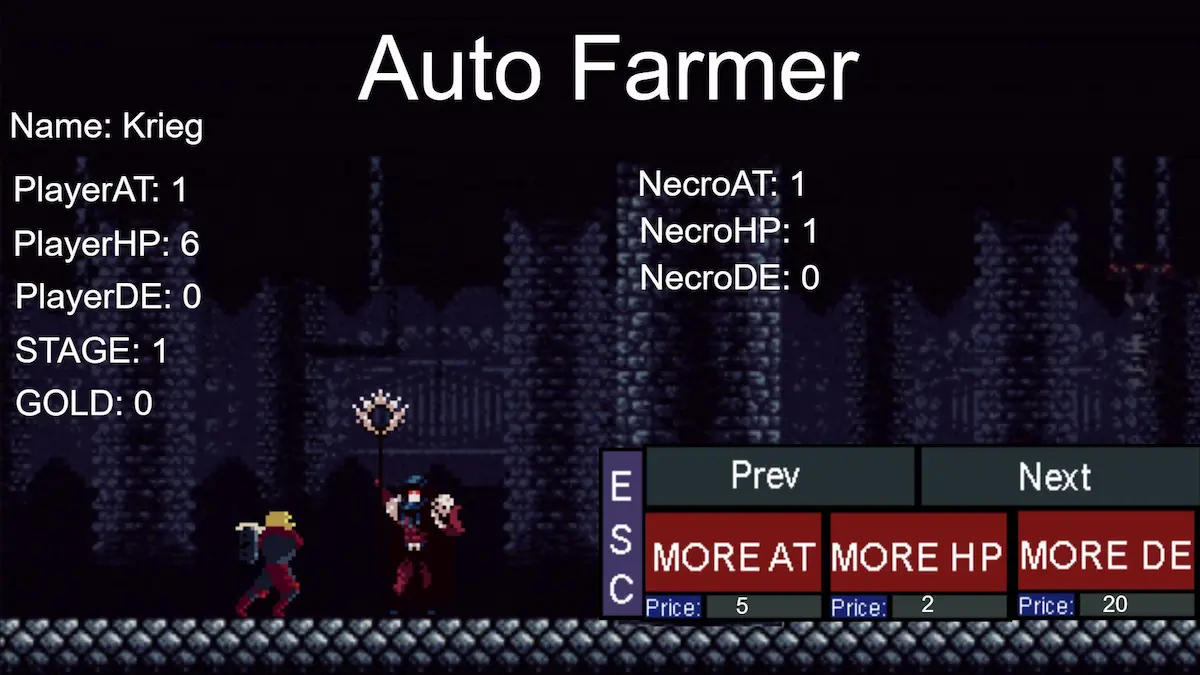 Auto Farmer
Name: Krieg
PlayerAT: 1
PlayerHP: 6
PlayerDE: 0
STAGE: 1
GOLD: 0
NecroAT: 1
NecroHP: 1
NecroDE: 0
ESC
Prev Next
MORE AT MORE HP MORE DE
Price: 5 Price: 2 Price: 20